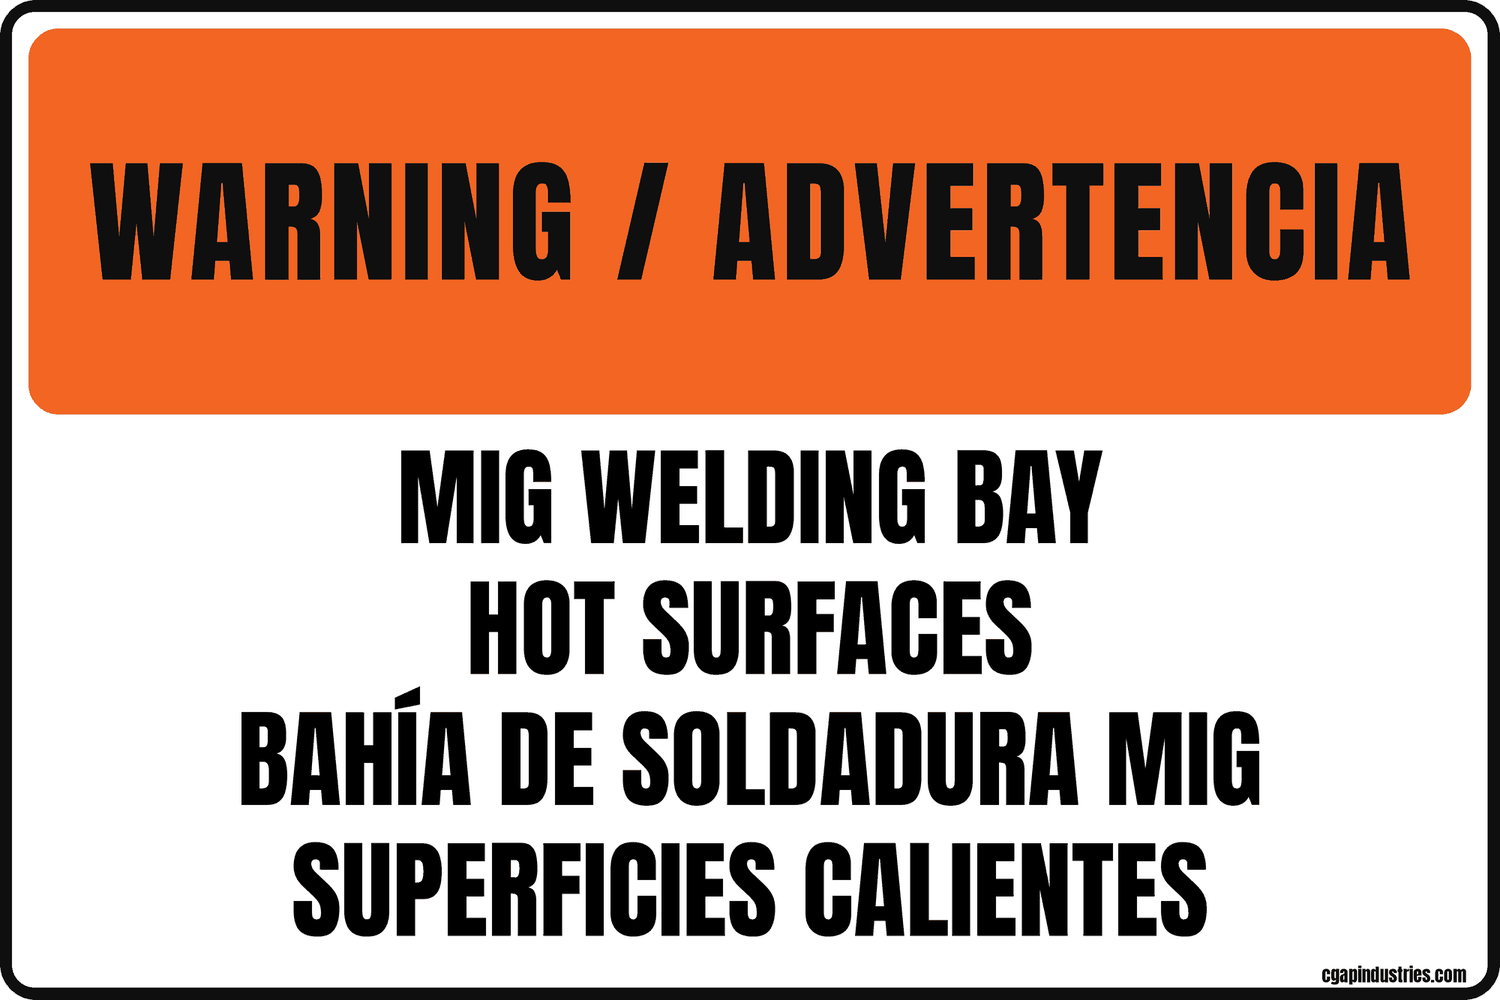 WARNING / ADVERTENCIA
MIG WELDING BAY
HOT SURFACES
BAHÍA DE SOLDADURA MIG
SUPERFICIES CALIENTES
cgapindustries.com